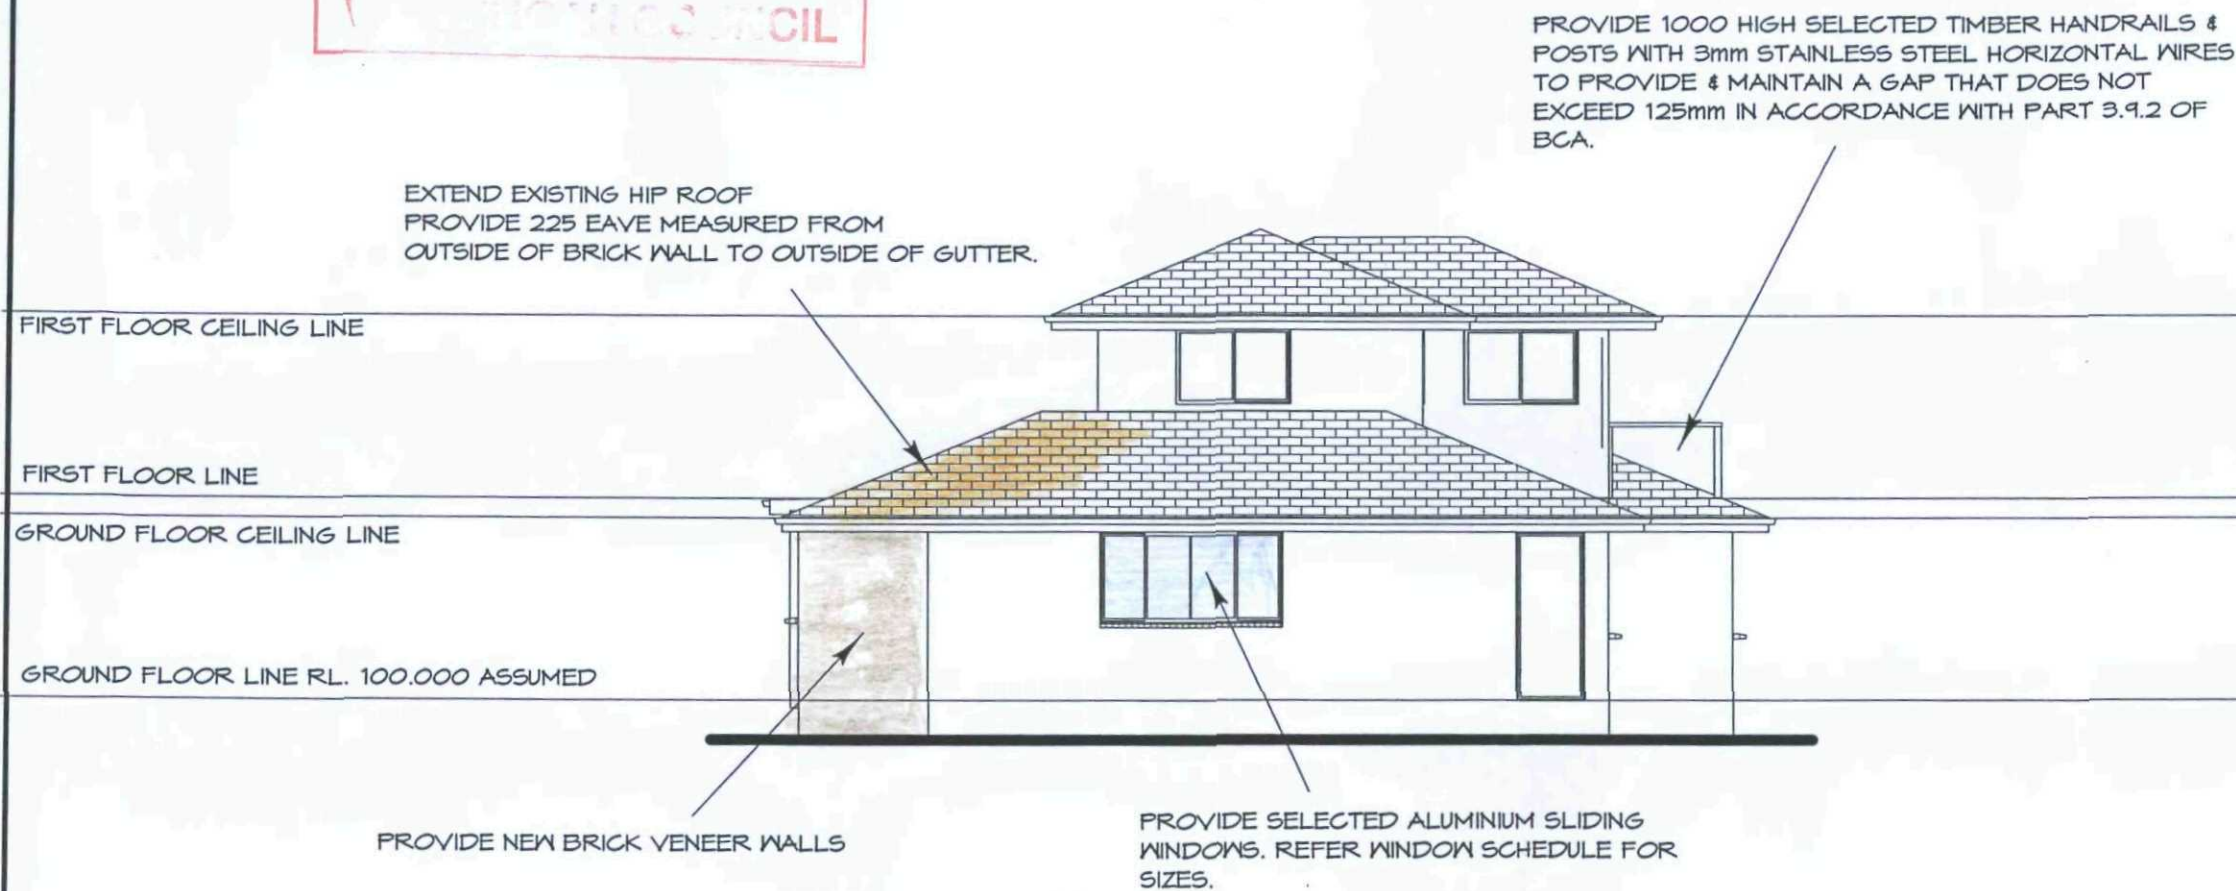 CIL
PROVIDE 1000 HIGH SELECTED TIMBER HANDRAILS &
POSTS WITH 3mm STAINLESS STEEL HORIZONTAL WIRES
TO PROVIDE & MAINTAIN A GAP THAT DOES NOT
EXCEED 125mm IN ACCORDANCE WITH PART 3.9.2 OF
BCA.
EXTEND EXISTING HIP ROOF
PROVIDE 225 EAVE MEASURED FROM
OUTSIDE OF BRICK WALL TO OUTSIDE OF GUTTER.
FIRST FLOOR CEILING LINE
FIRST FLOOR LINE
GROUND FLOOR CEILING LINE
GROUND FLOOR LINE RL. 100.000 ASSUMED
PROVIDE NEW BRICK VENEER WALLS
PROVIDE SELECTED ALUMINIUM SLIDING
WINDOWS. REFER WINDOW SCHEDULE FOR
SIZES.